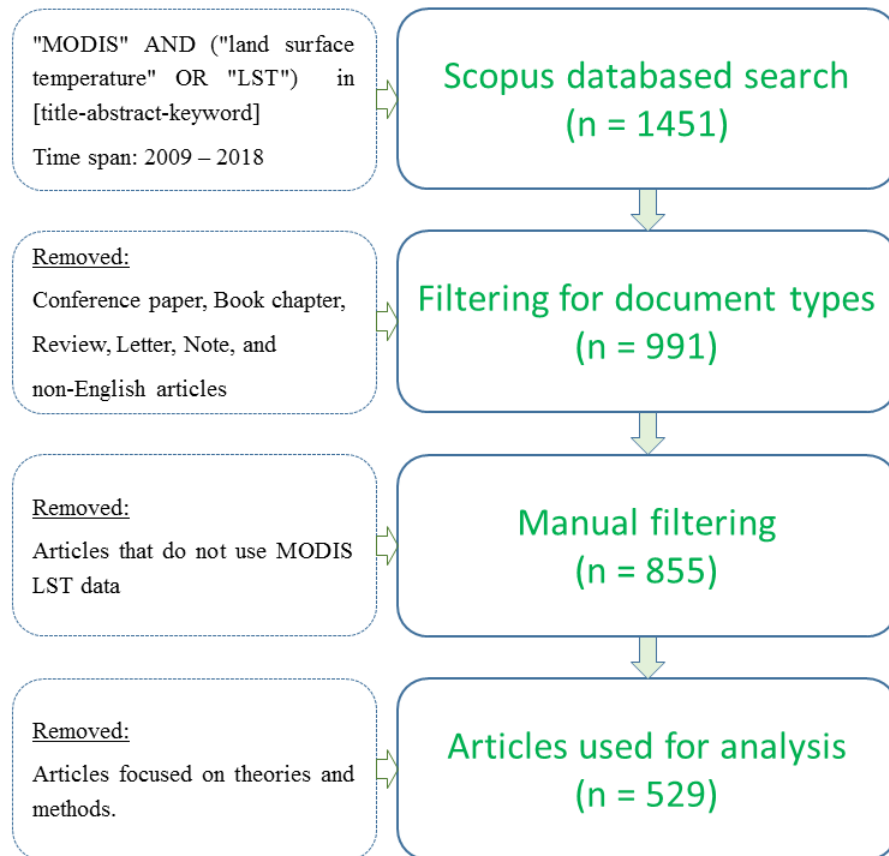 "MODIS" AND ("land surface
temperature" OR "LST") in
[title-abstract-keyword]
Time span: 2009 – 2018
Scopus databased search
(n = 1451)
Removed:
Conference paper, Book chapter,
Review, Letter, Note, and
non-English articles
Filtering for document types
(n = 991)
Removed:
Articles that do not use MODIS
LST data
Manual filtering
(n = 855)
Removed:
Articles focused on theories and
methods.
Articles used for analysis
(n = 529)